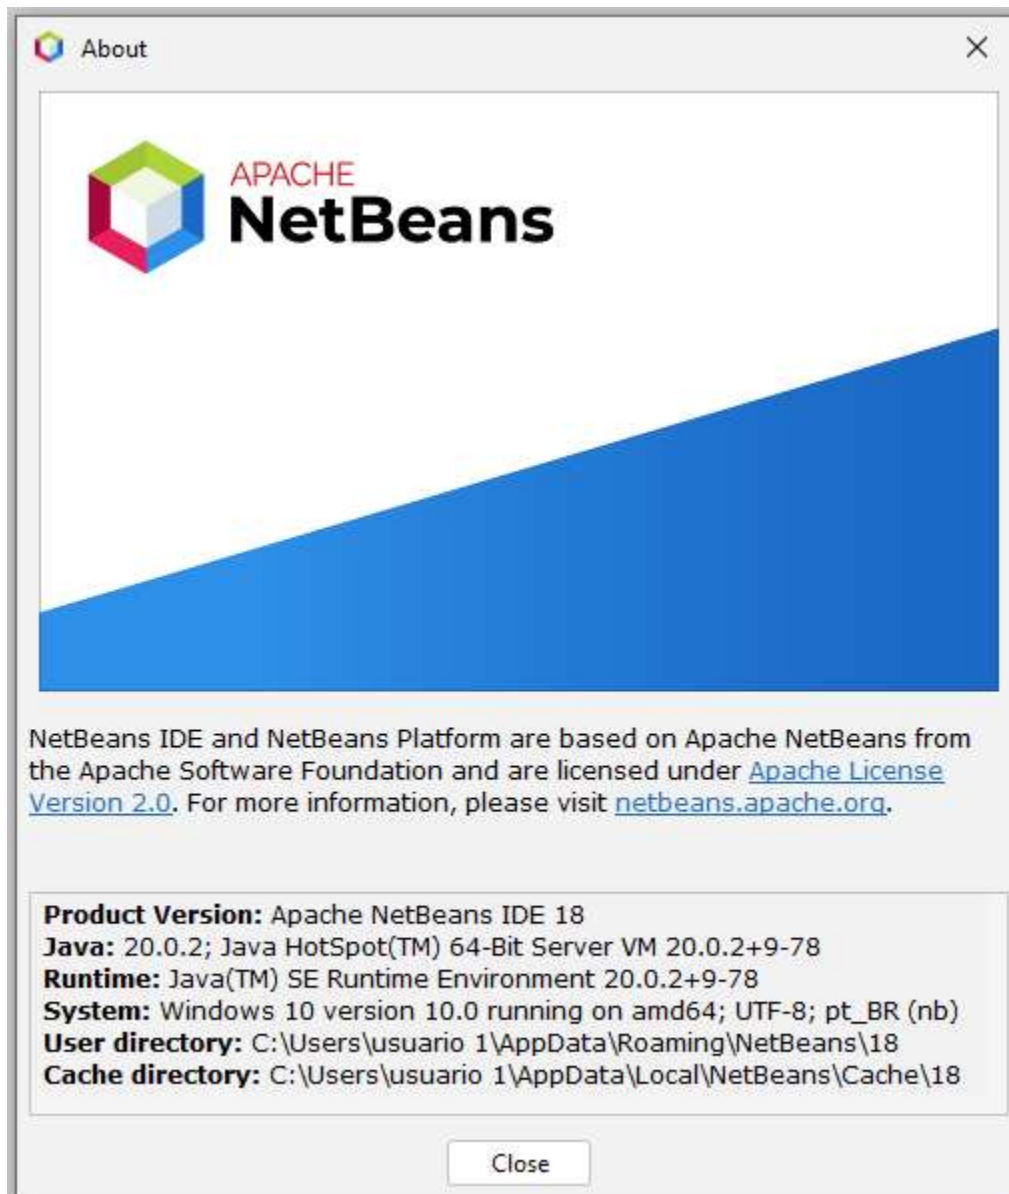 About
APACHE
NetBeans
NetBeans IDE and NetBeans Platform are based on Apache NetBeans from
the Apache Software Foundation and are licensed under Apache License
Version 2.0. For more information, please visit netbeans.apache.org.
Product Version: Apache NetBeans IDE 18
Java: 20.0.2; Java HotSpot(TM) 64-Bit Server VM 20.0.2+9-78
Runtime: Java(TM) SE Runtime Environment 20.0.2+9-78
System: Windows 10 version 10.0 running on amd64; UTF-8; pt_BR (nb)
User directory: C:\Users\usuario 1\AppData\Roaming\NetBeans\18
Cache directory: C:\Users\usuario 1\AppData\Local\NetBeans\Cache\18
Close